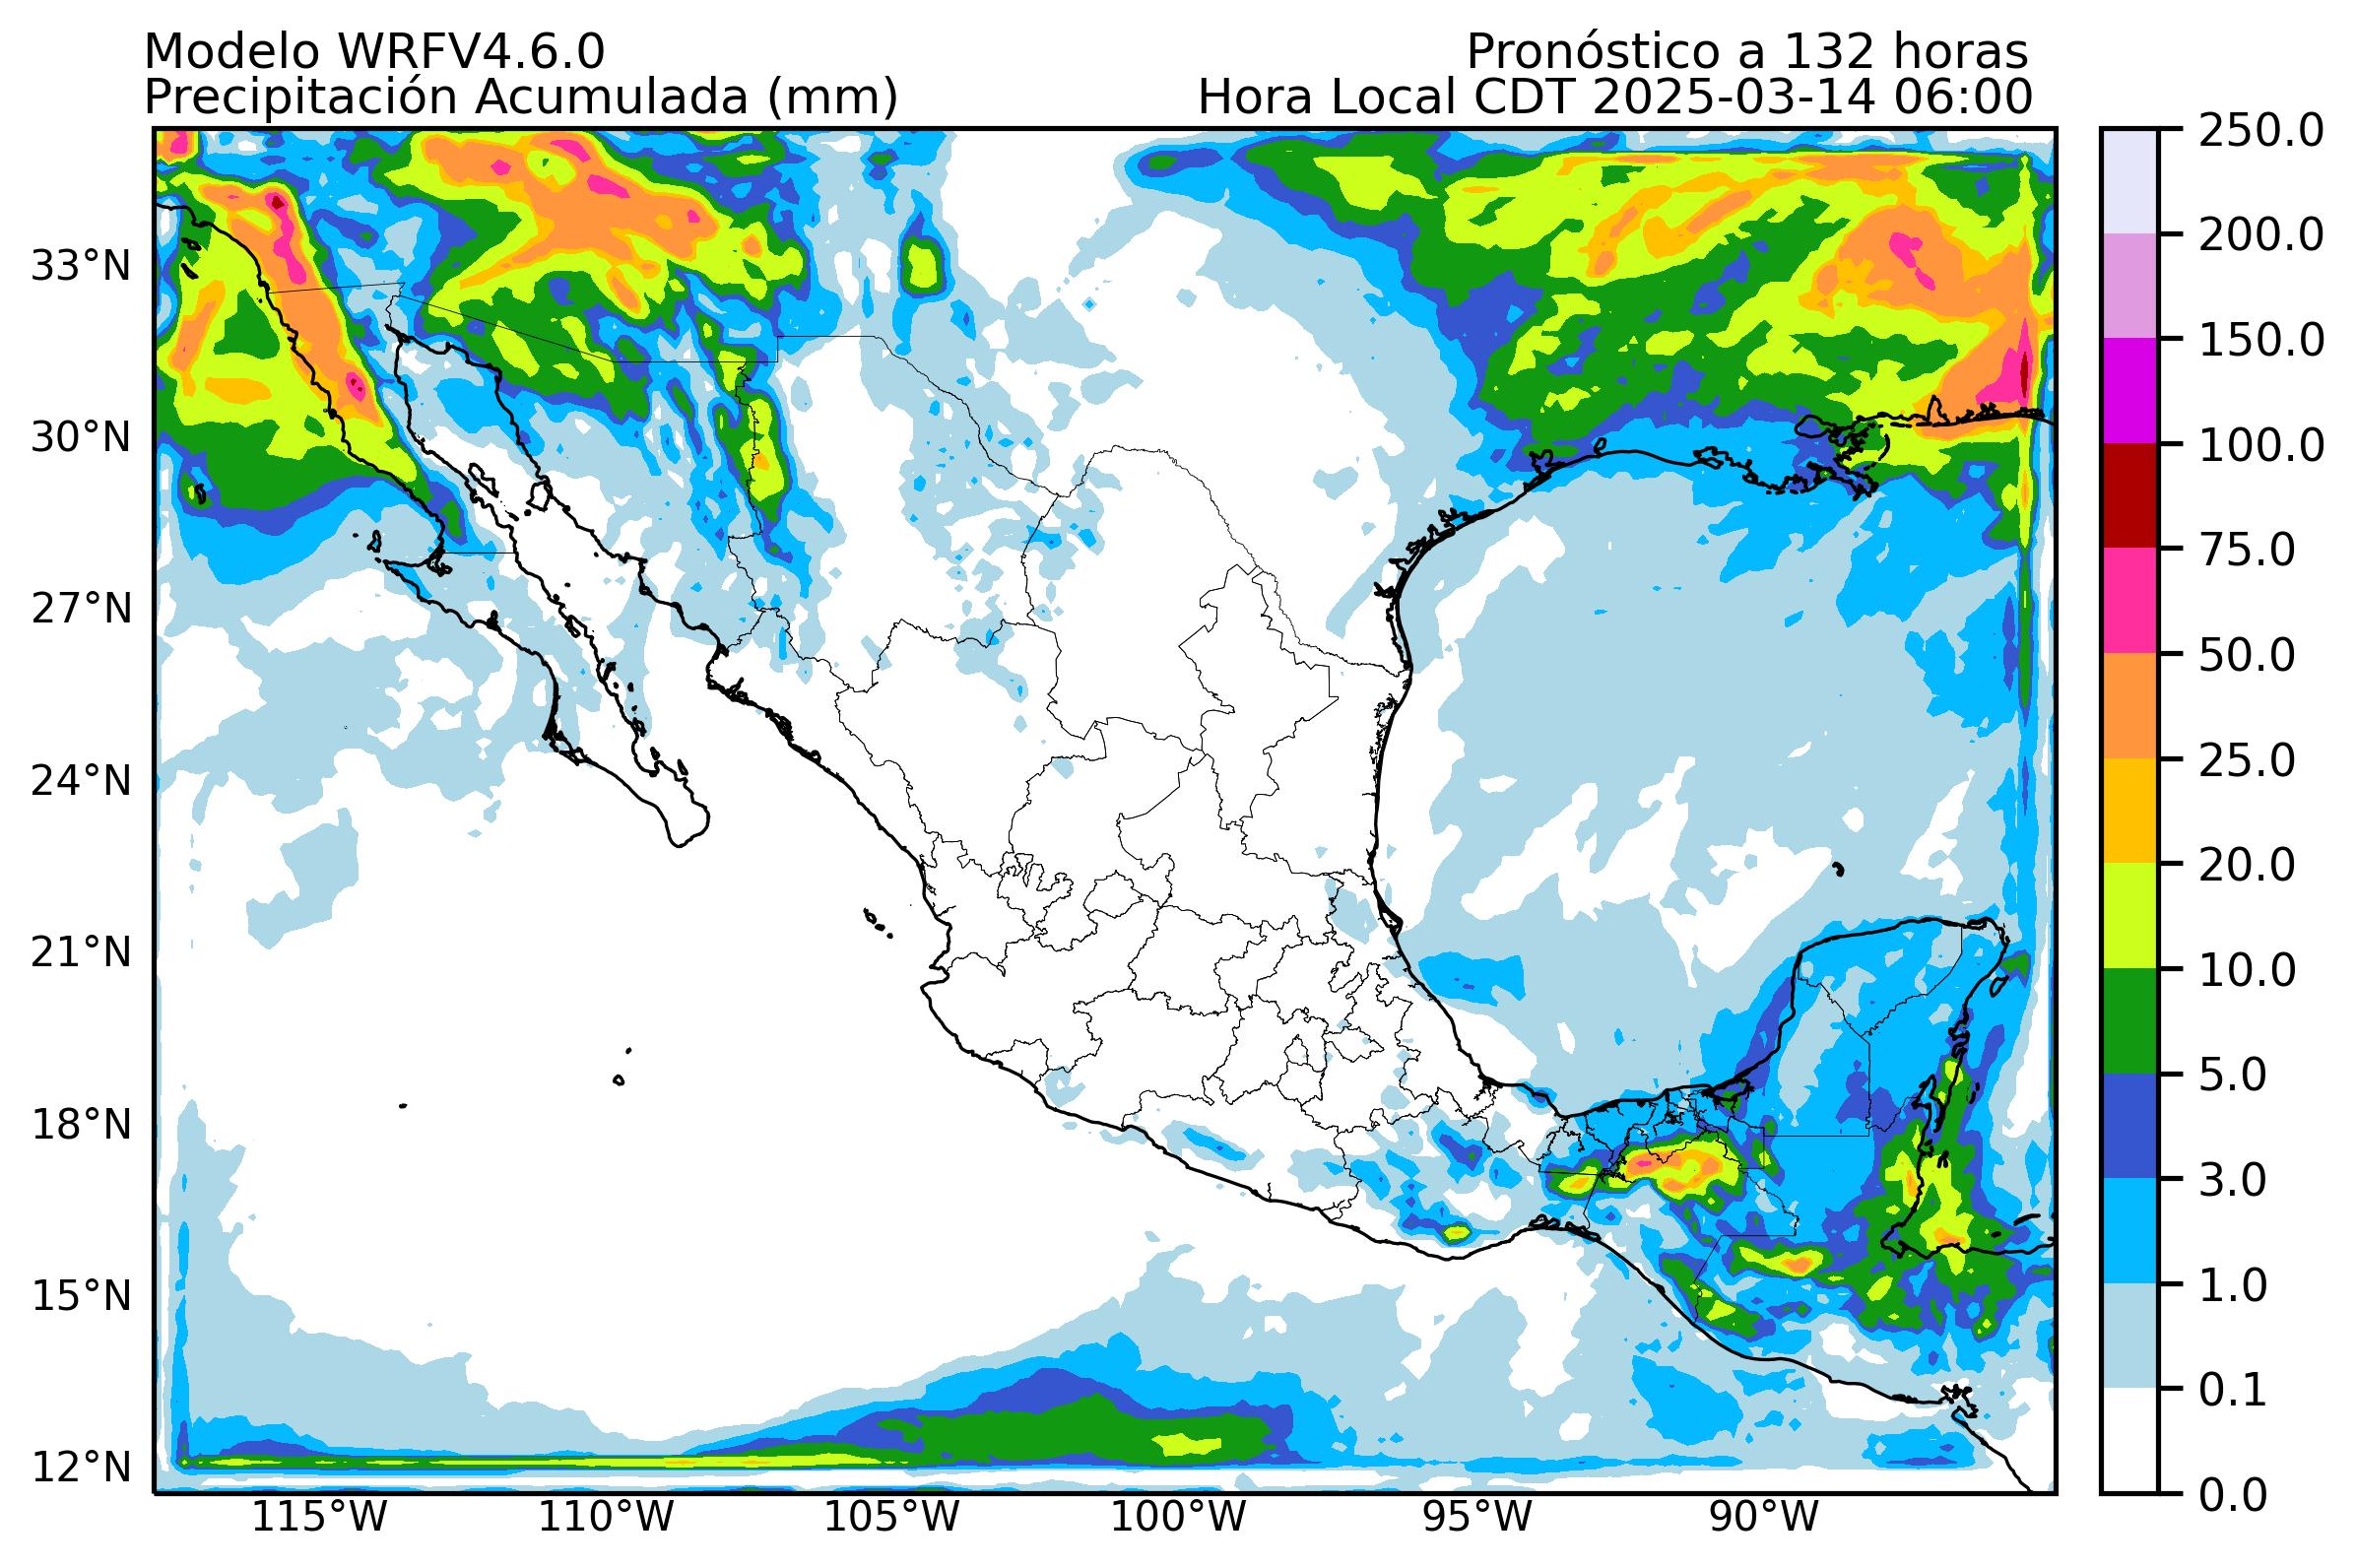 Modelo WRFV4.6.0
Pronóstico a 132 horas
Precipitación Acumulada (mm)
Hora Local CDT 2025-03-14 06:00
33°N
30°N
27°N
24°N
21°N
18°N
15°N
12°N
115°W
110°W
105°W
100°W
95°W
90°W
250.0
200.0
150.0
100.0
75.0
50.0
25.0
20.0
10.0
5.0
3.0
1.0
0.1
0.0